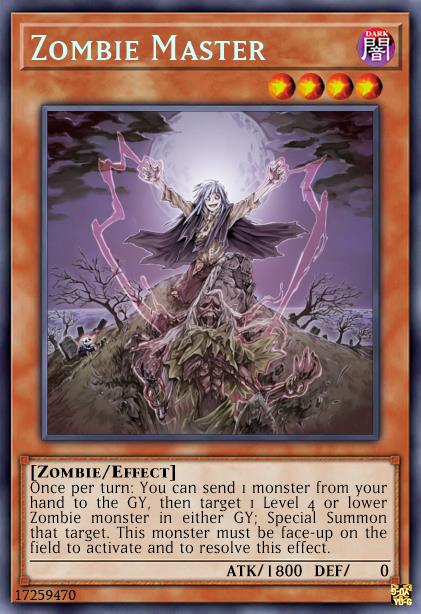 Zombie Master
DARK
闇
[Zombie/Effect]
Once per turn: You can send 1 monster from your
hand to the GY, then target 1 Level 4 or lower
Zombie monster in either GY; Special Summon
that target. This monster must be face-up on the
field to activate and to resolve this effect.
ATK/1800 DEF/ 0
17259470